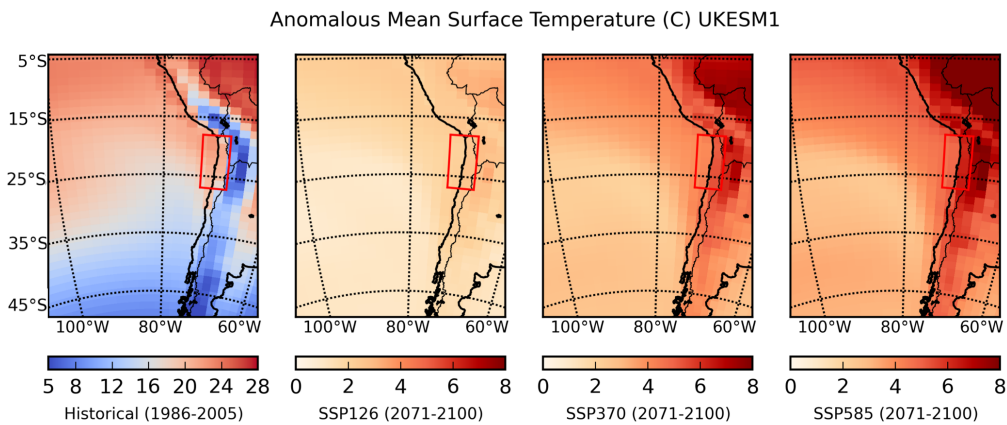 Anomalous Mean Surface Temperature (C) UKESM1
5°S
15°S
25°S
35°S
45°S
100°W 80°W 60°W
100°W 80°W 60°W
100°W 80°W 60°W
100°W 80°W 60°W
5 8 12 16 20 24 28
0 2 4 6 8
0 2 4 6 8
0 2 4 6 8
Historical (1986-2005)
SSP126 (2071-2100)
SSP370 (2071-2100)
SSP585 (2071-2100)